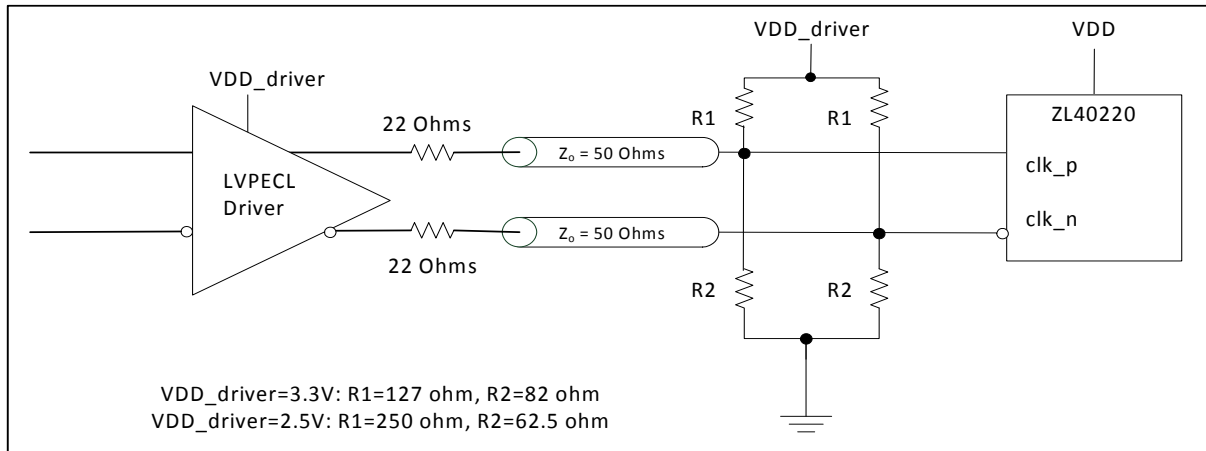 VDD_driver
VDD
VDD_driver
22 Ohms
R1
R1
ZL40220
Zo = 50 Ohms
clk_p
LVPECL
Driver
clk_n
Zo = 50 Ohms
22 Ohms
R2
R2
VDD_driver=3.3V: R1=127 ohm, R2=82 ohm
VDD_driver=2.5V: R1=250 ohm, R2=62.5 ohm